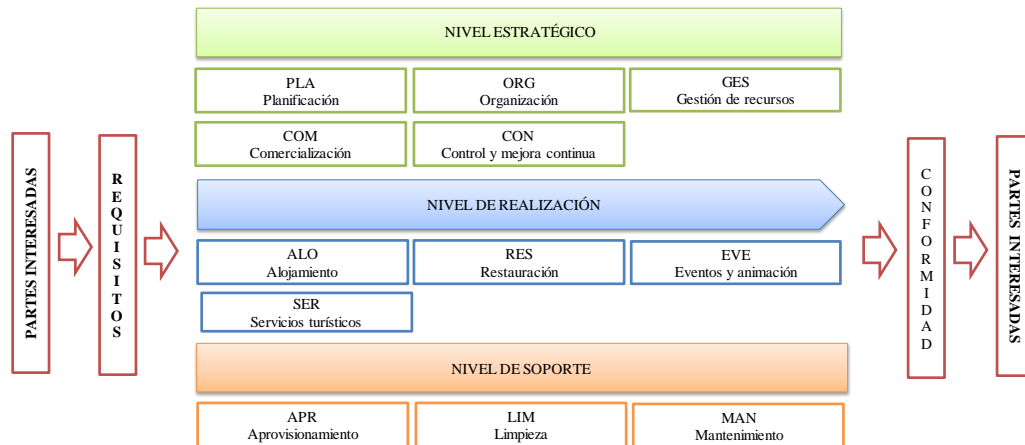 PARTES INTERESADAS
REQUISITOS
NIVEL ESTRATÉGICO
PLA
Planificación
ORG
Organización
GES
Gestión de recursos
COM
Comercialización
CON
Control y mejora continua
NIVEL DE REALIZACIÓN
ALO
Alojamiento
RES
Restauración
EVE
Eventos y animación
SER
Servicios turísticos
NIVEL DE SOPORTE
APR
Aprovisionamiento
LIM
Limpieza
MAN
Mantenimiento
CONFORMIDAD
PARTES INTERESADAS